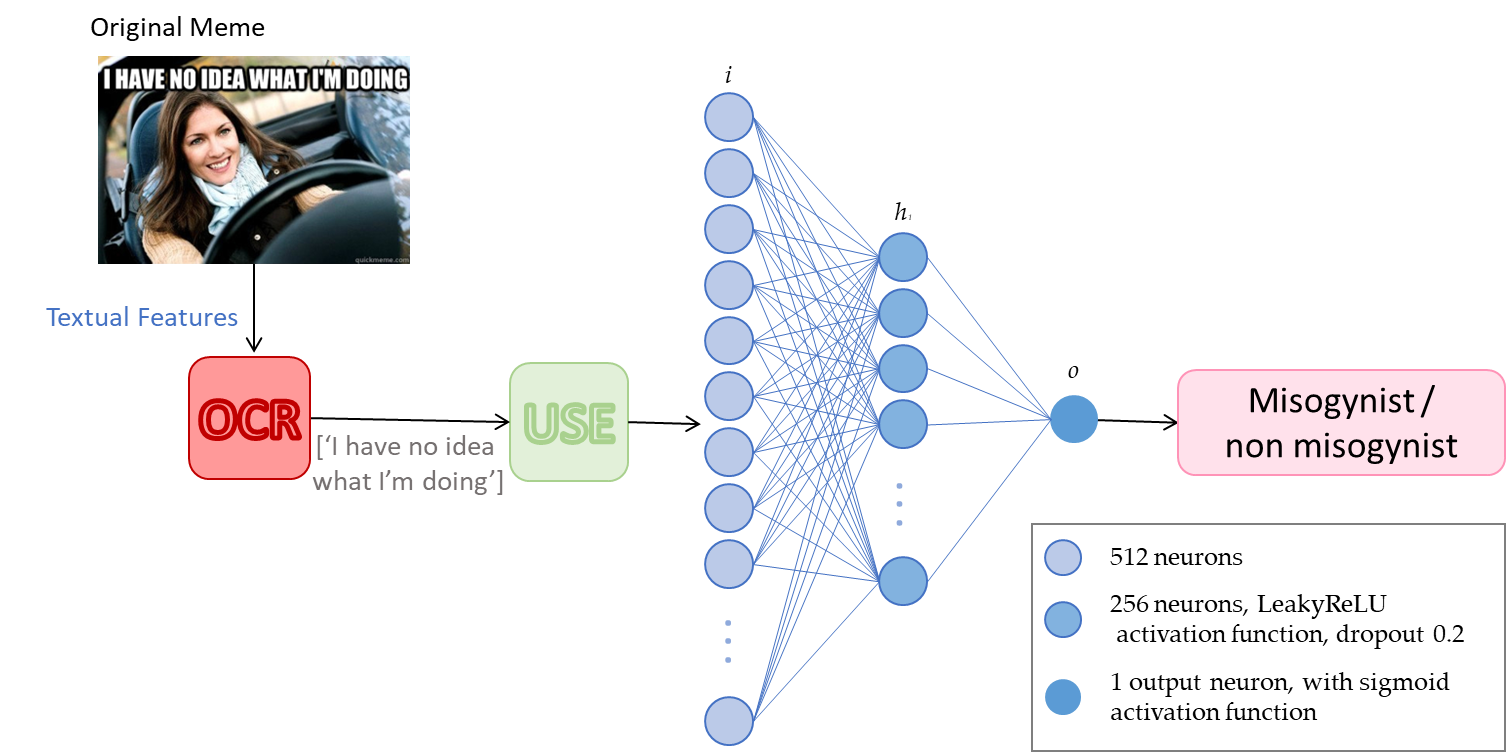 Original Meme
I HAVE NO IDEA WHAT I'M DOING
quickmeme.com
Textual Features
OCR
[‘I have no idea
what I’m doing’]
USE
i
h₁
o
Misogynist /
non misogynist
512 neurons
256 neurons, LeakyReLU
activation function, dropout 0.2
1 output neuron, with sigmoid
activation function